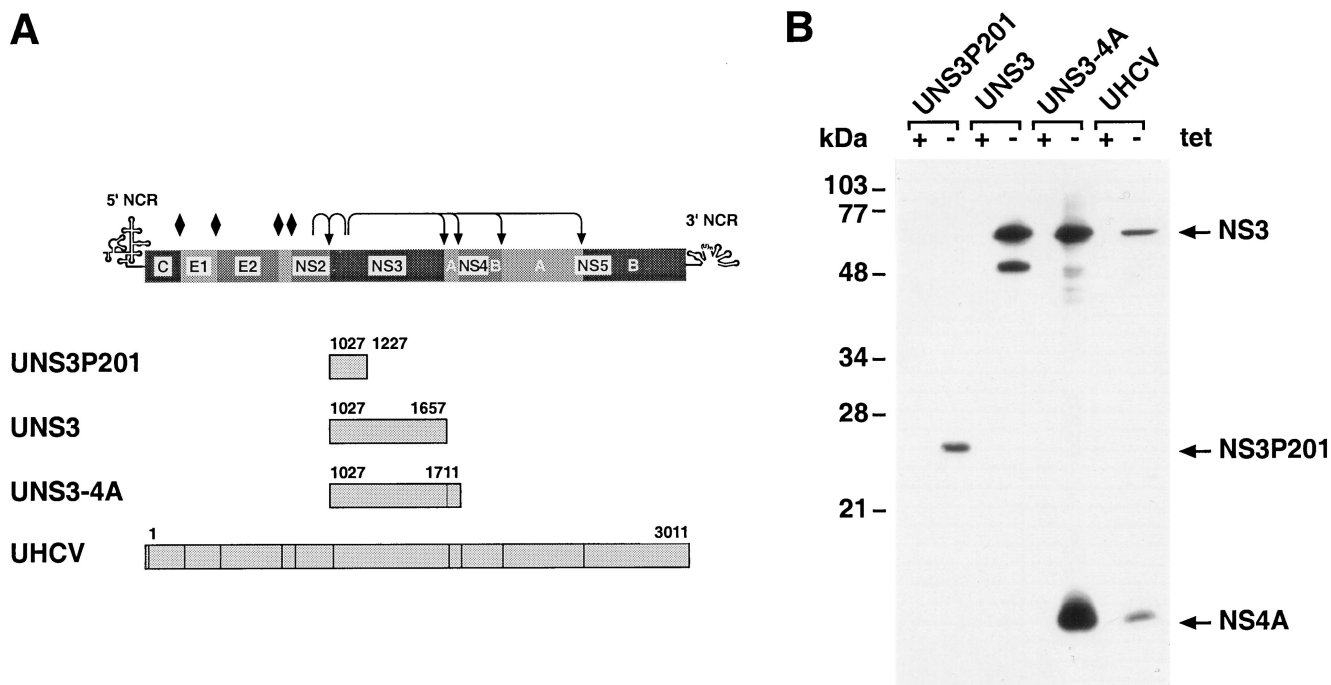 A
5' NCR
3' NCR
C E1 E2 NS2 NS3 A NS4 B A NS5 B
1027 1227
UNS3P201
1027 1657
UNS3
1027 1711
UNS3-4A
1 3011
UHCV
B
UNS3P201 UNS3 UNS3-4A UHCV
kDa + - + - + - + - tet
103
77
NS3
48
34
28
NS3P201
21
NS4A